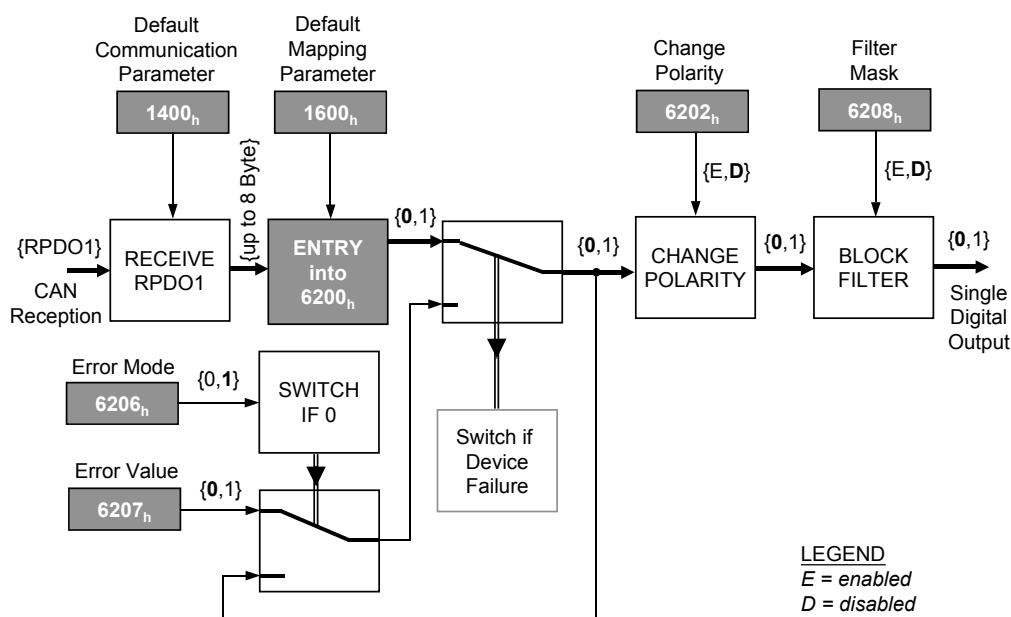 Default
Communication
Parameter
1400h
Default
Mapping
Parameter
1600h
Change
Polarity
6202h
Filter
Mask
6208h
{up to 8 Byte}
{E,D}
{E,D}
{RPDO1}
CAN
Reception
RECEIVE
RPDO1
ENTRY
into
6200h
{0,1}
{0,1}
CHANGE
POLARITY
{0,1}
BLOCK
FILTER
{0,1}
Single
Digital
Output
Error Mode
6206h
{0,1}
SWITCH
IF 0
Switch if
Device
Failure
Error Value
6207h
{0,1}
LEGEND
E = enabled
D = disabled